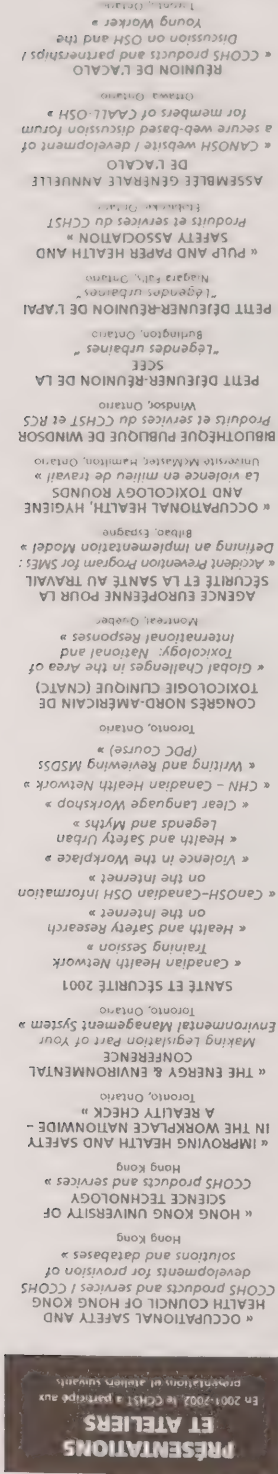 PRÉSENTATIONS
ET ATELIERS
En 2001-2002, le CCHST a participé aux
présentations et atelier suivants
« OCCUPATIONAL SAFETY AND
HEALTH COUNCIL OF HONG KONG
CCOHS products and services / CCOHS
developments for provision of
solutions and databases »
Hong Kong
« HONG KONG UNIVERSITY OF
SCIENCE TECHNOLOGY
CCOHS products and services »
Hong Kong
« IMPROVING HEALTH AND SAFETY
IN THE WORKPLACE NATIONWIDE –
A REALITY CHECK »
Toronto, Ontario
« THE ENERGY & ENVIRONMENTAL
CONFERENCE
Making Legislation Part of Your
Environmental Management System »
Toronto, Ontario
SANTÉ ET SÉCURITÉ 2001
« Canadian Health Network
Training Session »
« Health and Safety Research
on the Internet »
« CanOSH-Canadian OSH Information
on the Internet »
« Violence in the Workplace »
« Health and Safety Urban
Legends and Myths »
« Clear Language Workshop »
« CHN – Canadian Health Network »
« Writing and Reviewing MSDSs
(PDC Course) »
Toronto, Ontario
CONGRÈS NORD-AMÉRICAIN DE
TOXICOLOGIE CLINIQUE (CNATC)
« Global Challenges in the Area of
Toxicology: National and
International Responses »
Montreal, Québec
AGENCE EUROPÉENNE POUR LA
SÉCURITÉ ET LA SANTÉ AU TRAVAIL
« Accident Prevention Program for SMEs :
Defining an Implementation Model »
Bilbao, Espagne
« OCCUPATIONAL HEALTH, HYGIENE
AND TOXICOLOGY ROUNDS
La violence en milieu de travail »
Université McMaster, Hamilton, Ontario
BIBLIOTHÈQUE PUBLIQUE DE WINDSOR
Produits et services du CCHST et RCS
Windsor, Ontario
PETIT DÉJEUNER-RÉUNION DE LA
SCÉE
"Légendes urbaines "
Burlington, Ontario
PETIT DÉJEUNER-RÉUNION DE L'APAI
"Légendes urbaines"
Niagara Falls, Ontario
« PULP AND PAPER HEALTH AND
SAFETY ASSOCIATION »
Produits et services du CCHST
Etobicoke, Ontario
ASSEMBLÉE GÉNÉRALE ANNUELLE
DE L'ACALO
« CANOSH website / development of
a secure web-based discussion forum
for members of CAALL-OSH »
Ottawa, Ontario
RÉUNION DE L'ACALO
« CCOHS products and partnerships /
Discussion on OSH and the
Young Worker »
Toronto, Ontario